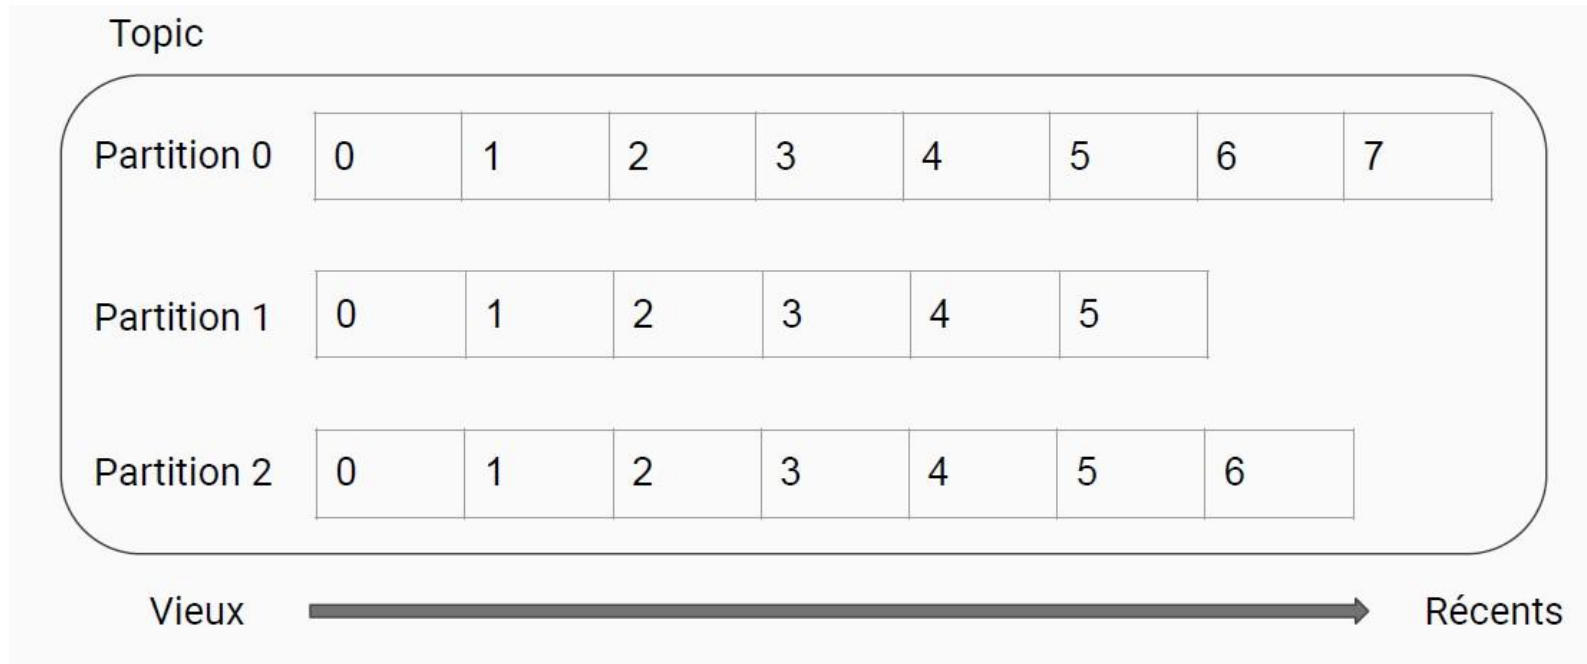 Topic
Partition 0 0 1 2 3 4 5 6 7
Partition 1 0 1 2 3 4 5
Partition 2 0 1 2 3 4 5 6
Vieux Récents